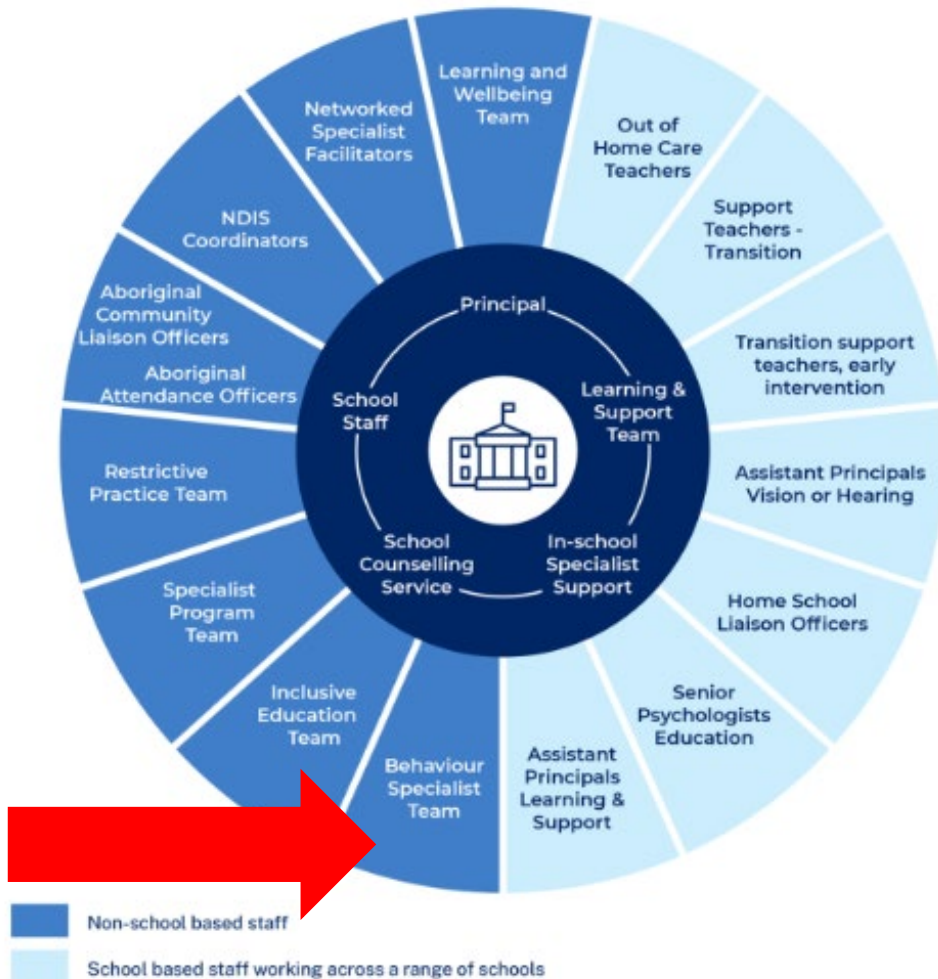 Learning and
Wellbeing
Team
Out of
Home Care
Teachers
Support
Teachers -
Transition
Transition support
teachers, early
intervention
Assistant Principals
Vision or Hearing
Home School
Liaison Officers
Senior
Psychologists
Education
Assistant
Principals
Learning &
Support
Behaviour
Specialist
Team
Inclusive
Education
Team
Specialist
Program
Team
Restrictive
Practice Team
Aboriginal
Community
Liaison Officers
Aboriginal
Attendance Officers
NDIS
Coordinators
Networked
Specialist
Facilitators
Principal
Learning &
Support
Team
In-school
Specialist
Support
School
Counselling
Service
School
Staff
Non-school based staff
School based staff working across a range of schools